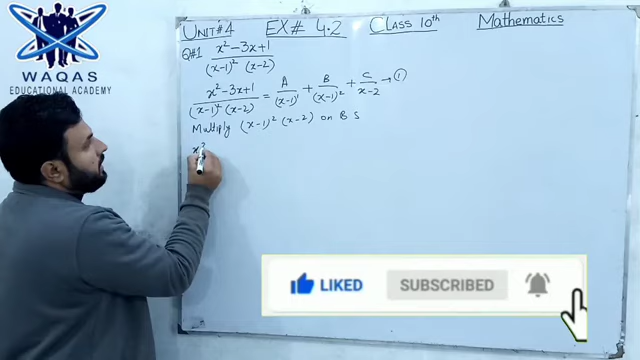 WAQAS
EDUCATIONAL ACADEMY
UNIT #4 EX# 4.2 CLASS 10th Mathematics
Q#1 x²-3x+1 / (x-1)² (x-2)
x²-3x+1 / (x-1)² (x-2) = A/(x-1) + B/(x-1)² + C/x-2 → ①
Multiply (x-1)² (x-2) on B S
x²
LIKED SUBSCRIBED